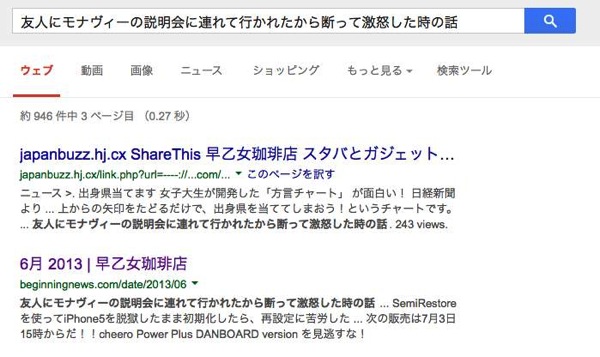 友人にモナヴィーの説明会に連れて行かれたから断って激怒した時の話
ウェブ 動画 画像 ニュース ショッピング もっと見る 検索ツール
約 946 件中 3 ページ目 （0.27 秒）
japanbuzz.hj.cx ShareThis 早乙女珈琲店 スタバとガジェット...
japanbuzz.hj.cx/link.php?url=----://...com/... このページを訳す
ニュース >. 出身県当てます 女子大生が開発した「方言チャート」 が面白い！ 日経新聞
より ... 上からの矢印をたどるだけで、出身県を当ててしまおう！というチャートです。
... 友人にモナヴィーの説明会に連れて行かれたから断って激怒した時の話. 243 views.
6月 2013 | 早乙女珈琲店
beginningnews.com/date/2013/06
友人にモナヴィーの説明会に連れて行かれたから断って激怒した時の話 ... SemiRestore
を使ってiPhone5を脱獄したまま初期化したら、再設定に苦労した ... 次の販売は7月3日
15時からだ！！cheero Power Plus DANBOARD version を見逃すな！